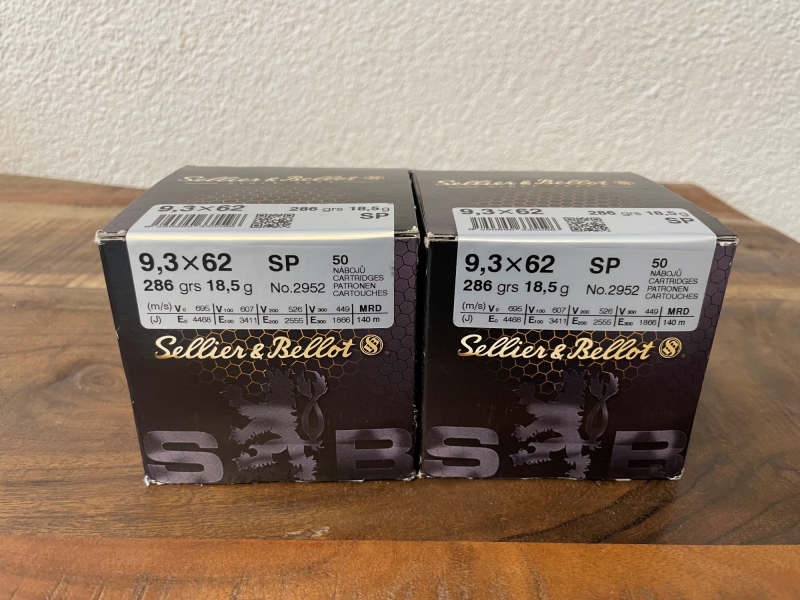 Sellier & Bellot
9,3×62
286 grs 18,5 g
SP
9,3×62 SP 50
NÁBOJŮ
CARTRIDGES
PATRONEN
CARTOUCHES
286 grs 18,5 g No.2952
(m/s) V0 695 V100 607 V200 526 V300 449 MRD
(J) E0 4468 E100 3411 E200 2555 E300 1866 140 m
Sellier & Bellot
S B
Sellier & Bellot
9,3×62
286 grs 18,5 g
SP
9,3×62 SP 50
NÁBOJŮ
CARTRIDGES
PATRONEN
CARTOUCHES
286 grs 18,5 g No.2952
(m/s) V0 695 V100 607 V200 526 V300 449 MRD
(J) E0 4468 E100 3411 E200 2555 E300 1866 140 m
Sellier & Bellot
S B